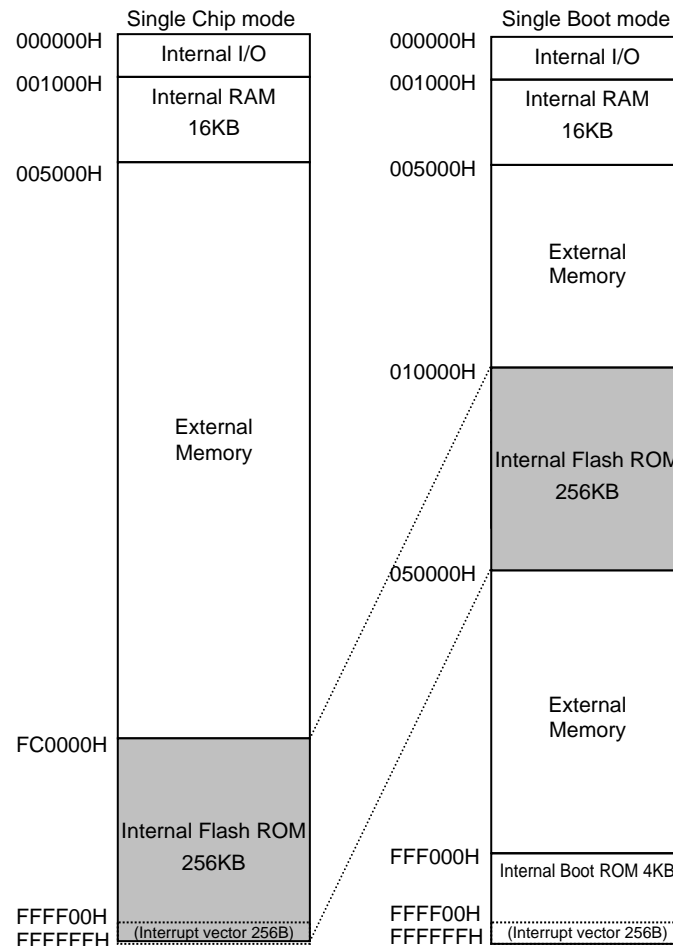 Single Chip mode
000000H
Internal I/O
001000H
Internal RAM
16KB
005000H
External
Memory
FC0000H
Internal Flash ROM
256KB
FFFF00H
(Interrupt vector 256B)
FFFFFFH
Single Boot mode
000000H
Internal I/O
001000H
Internal RAM
16KB
005000H
External
Memory
010000H
Internal Flash ROM
256KB
050000H
External
Memory
FFF000H
Internal Boot ROM 4KB
FFFF00H
(Interrupt vector 256B)
FFFFFFH